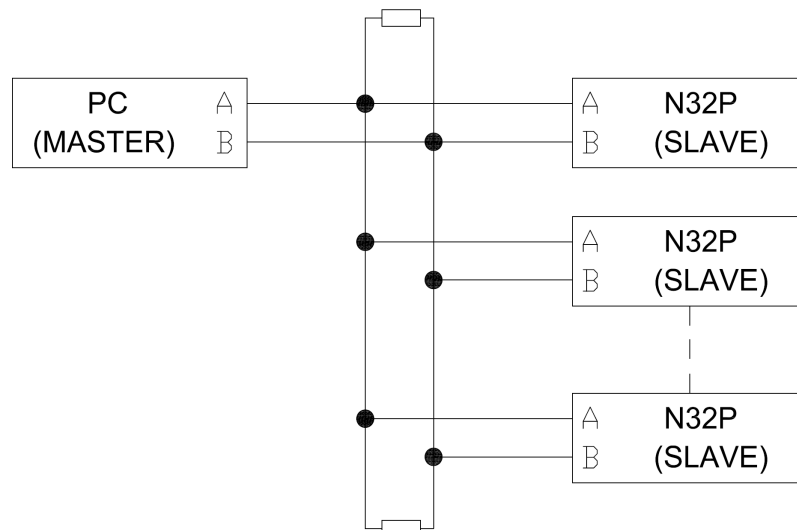 PC A
(MASTER) B
A N32P
B (SLAVE)
A N32P
B (SLAVE)
A N32P
B (SLAVE)